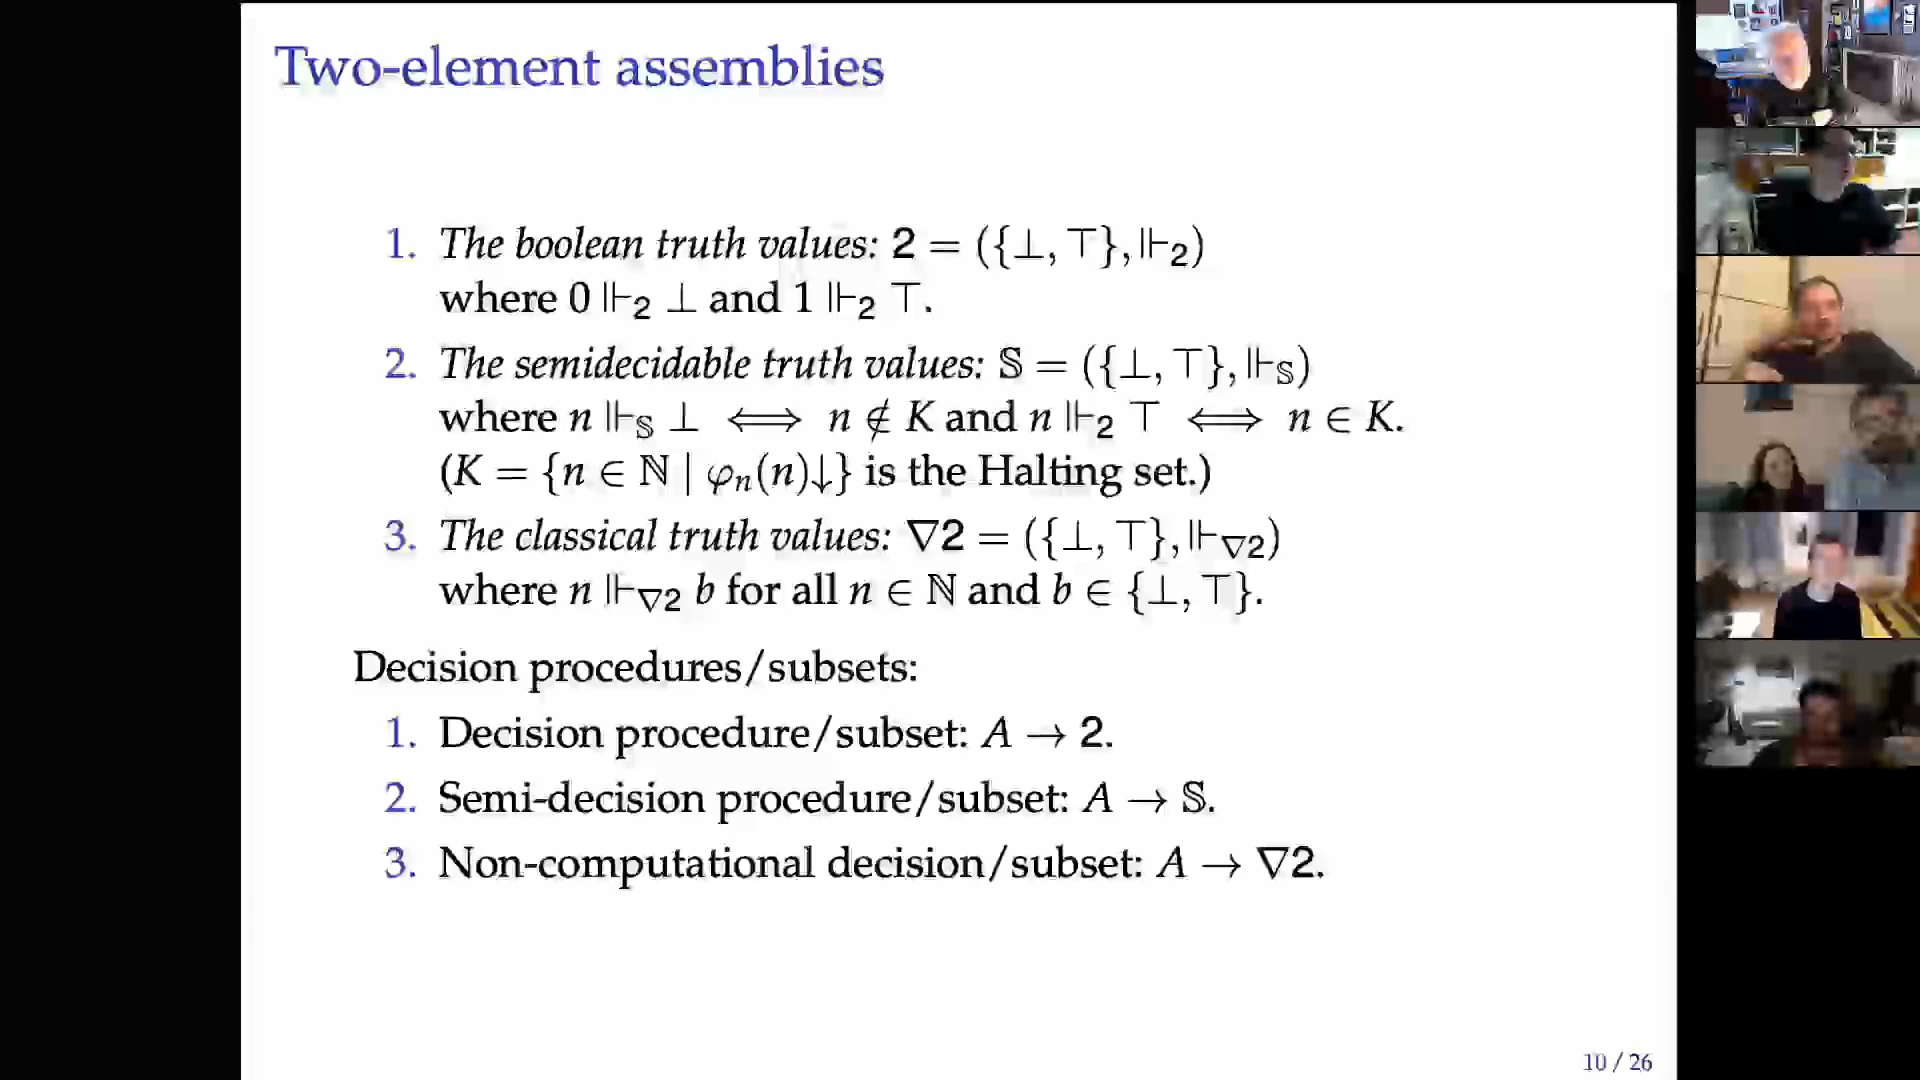 Two-element assemblies
1. The boolean truth values: 2 = ({⊥, ⊤}, ⊩₂)
where 0 ⊩₂ ⊥ and 1 ⊩₂ ⊤.
2. The semidecidable truth values: 𝕊 = ({⊥, ⊤}, ⊩_𝕊)
where n ⊩_𝕊 ⊥ ⟺ n ∉ K and n ⊩₂ ⊤ ⟺ n ∈ K.
(K = {n ∈ ℕ | φₙ(n)↓} is the Halting set.)
3. The classical truth values: ∇2 = ({⊥, ⊤}, ⊩_∇2)
where n ⊩_∇2 b for all n ∈ ℕ and b ∈ {⊥, ⊤}.
Decision procedures/subsets:
1. Decision procedure/subset: A → 2.
2. Semi-decision procedure/subset: A → 𝕊.
3. Non-computational decision/subset: A → ∇2.
10 / 26